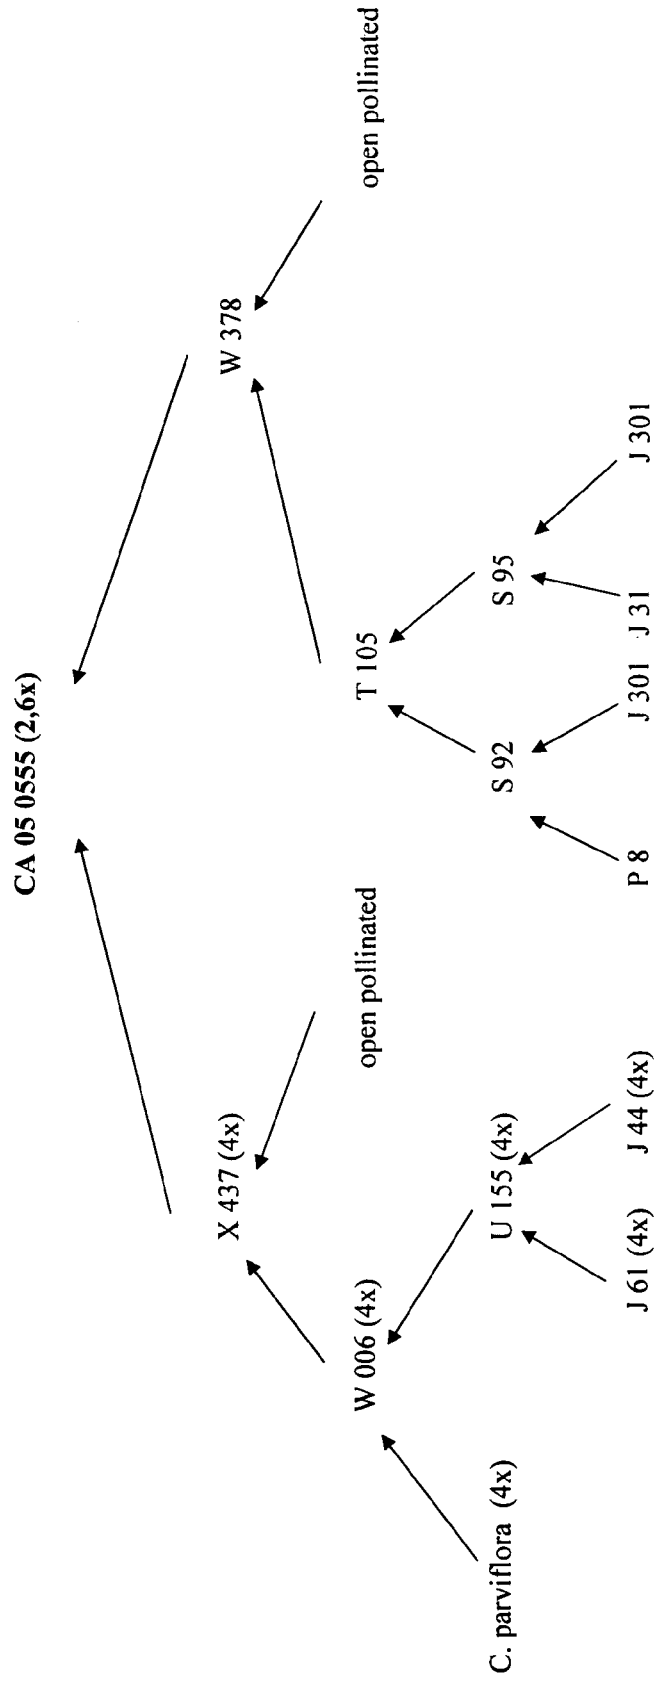 CA 05 0555 (2,6x)
X 437 (4x)
W 378
W 006 (4x)
open pollinated
T 105
open pollinated
C. parviflora (4x)
U 155 (4x)
S 92
S 95
J 61 (4x)
J 44 (4x)
P 8
J 301
J 31
J 301